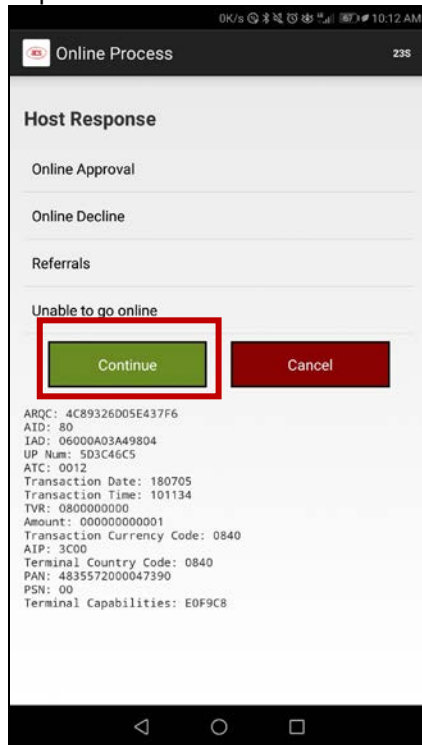 0K/s 67 10:12 AM
ACS Online Process 23S
Host Response
Online Approval
Online Decline
Referrals
Unable to go online
Continue Cancel
ARQC: 4C89326D05E437F6
AID: 80
IAD: 06000A03A49804
UP Num: 5D3C46C5
ATC: 0012
Transaction Date: 180705
Transaction Time: 101134
TVR: 0800000000
Amount: 000000000001
Transaction Currency Code: 0840
AIP: 3C00
Terminal Country Code: 0840
PAN: 4835572000047390
PSN: 00
Terminal Capabilities: E0F9C8